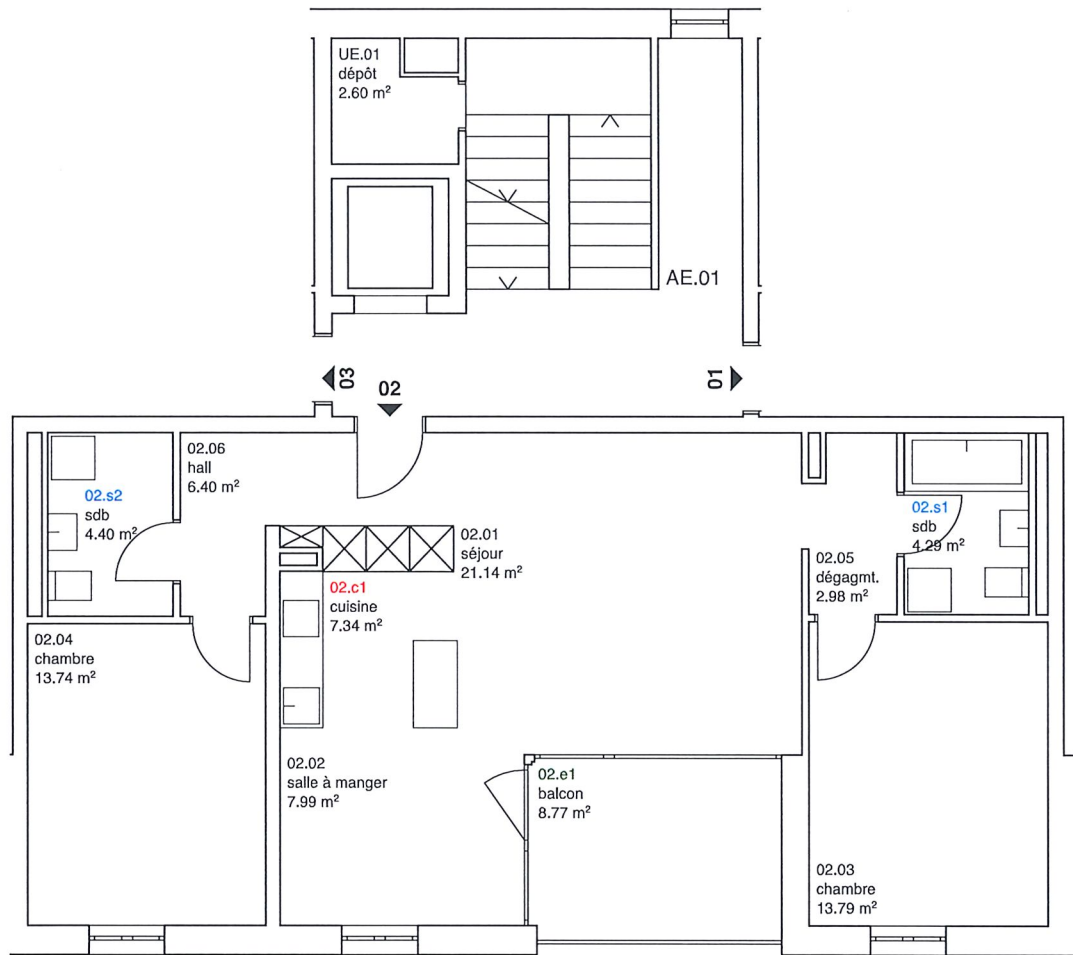 UE.01
dépôt
2.60 m²
AE.01
03
02
01
02.06
hall
6.40 m²
02.s2
sdb
4.40 m²
02.01
séjour
21.14 m²
02.s1
sdb
4.29 m²
02.05
dégagmt.
2.98 m²
02.c1
cuisine
7.34 m²
02.04
chambre
13.74 m²
02.02
salle à manger
7.99 m²
02.e1
balcon
8.77 m²
02.03
chambre
13.79 m²